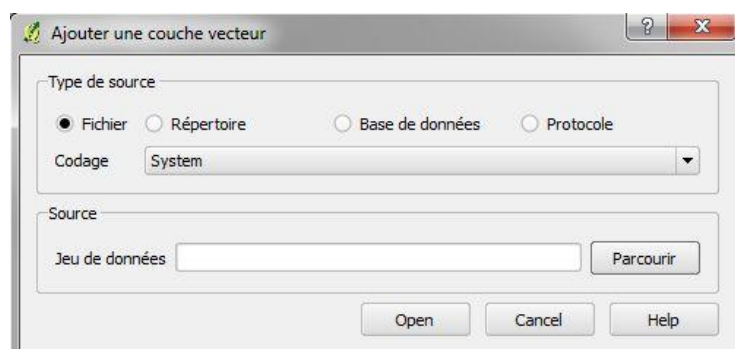 Ajouter une couche vecteur
Type de source
Fichier Répertoire Base de données Protocole
Codage System
Source
Jeu de données Parcourir
Open Cancel Help